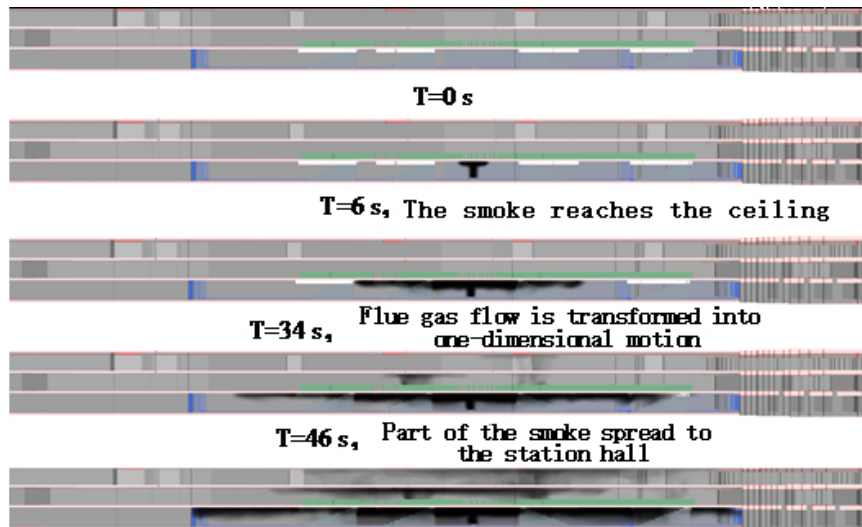 T=0 s
T=6 s, The smoke reaches the ceiling
T=34 s, Flue gas flow is transformed into
one-dimensional motion
T=46 s, Part of the smoke spread to
the station hall